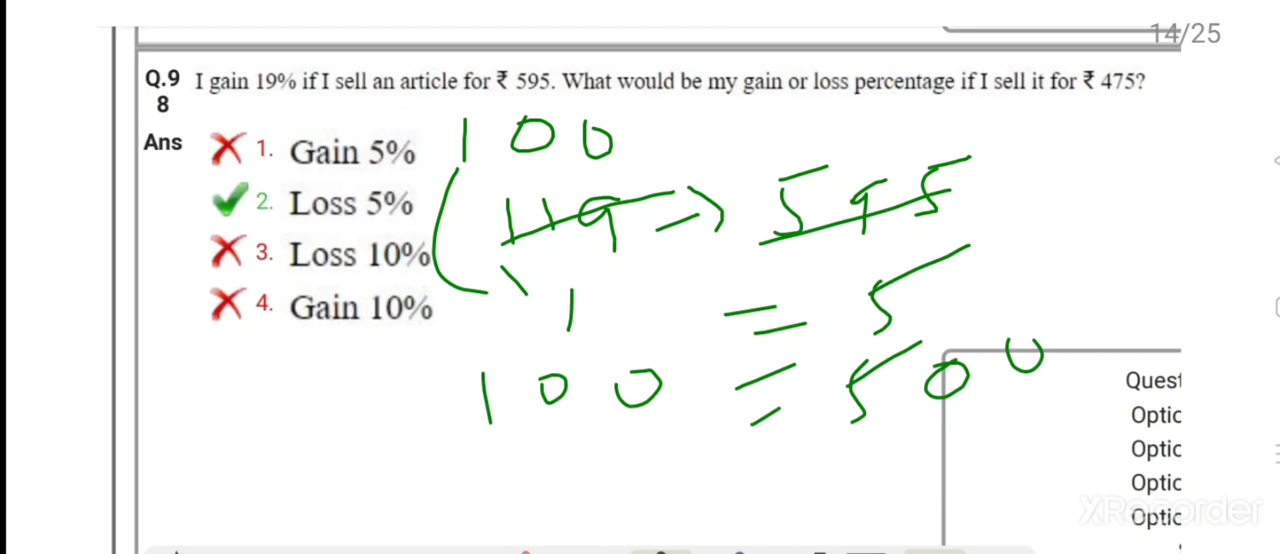 14/25
Q.9 I gain 19% if I sell an article for ₹ 595. What would be my gain or loss percentage if I sell it for ₹ 475?
8
Ans 1. Gain 5%
2. Loss 5%
3. Loss 10%
4. Gain 10%
100
119 => 595
1 = 5
100 = 500
Quest
Optic
Optic
Optic
Optic
XRecorder